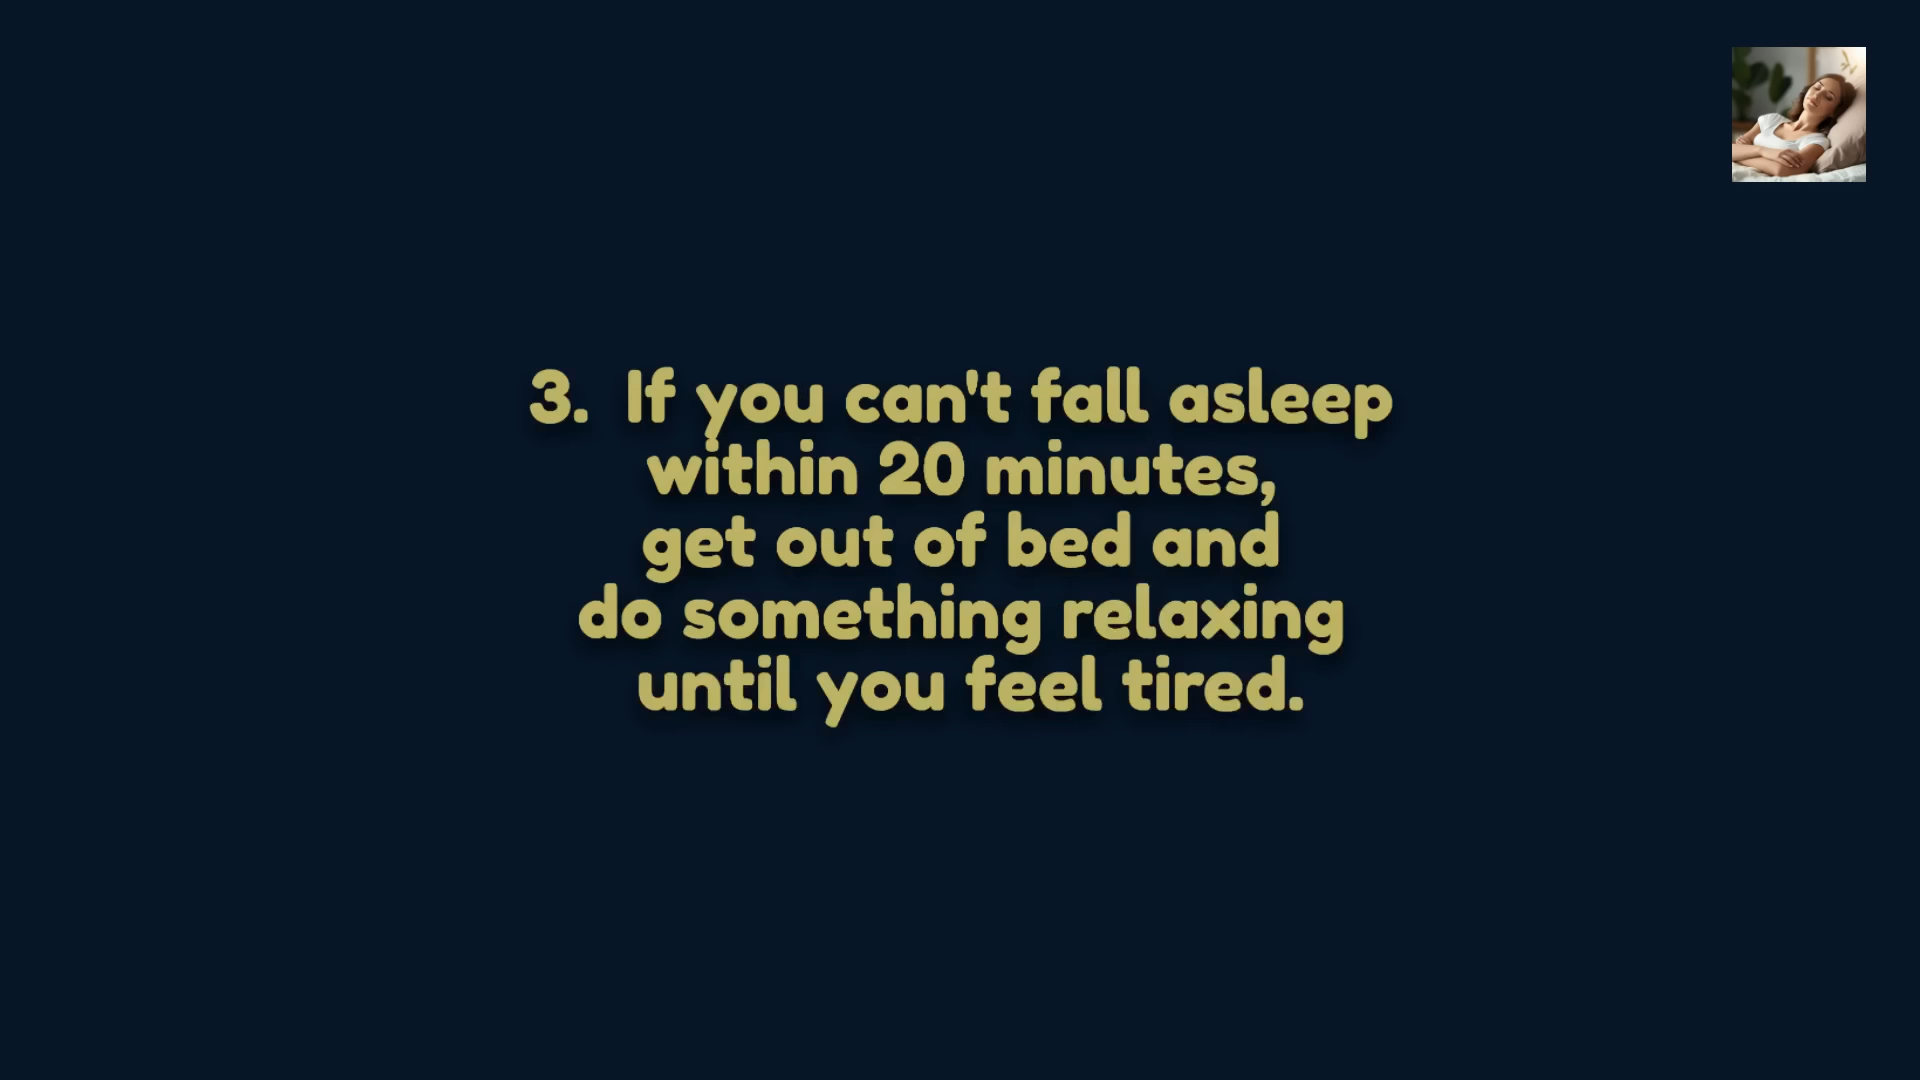 3.  If you can't fall asleep
within 20 minutes,
get out of bed and
do something relaxing
until you feel tired.